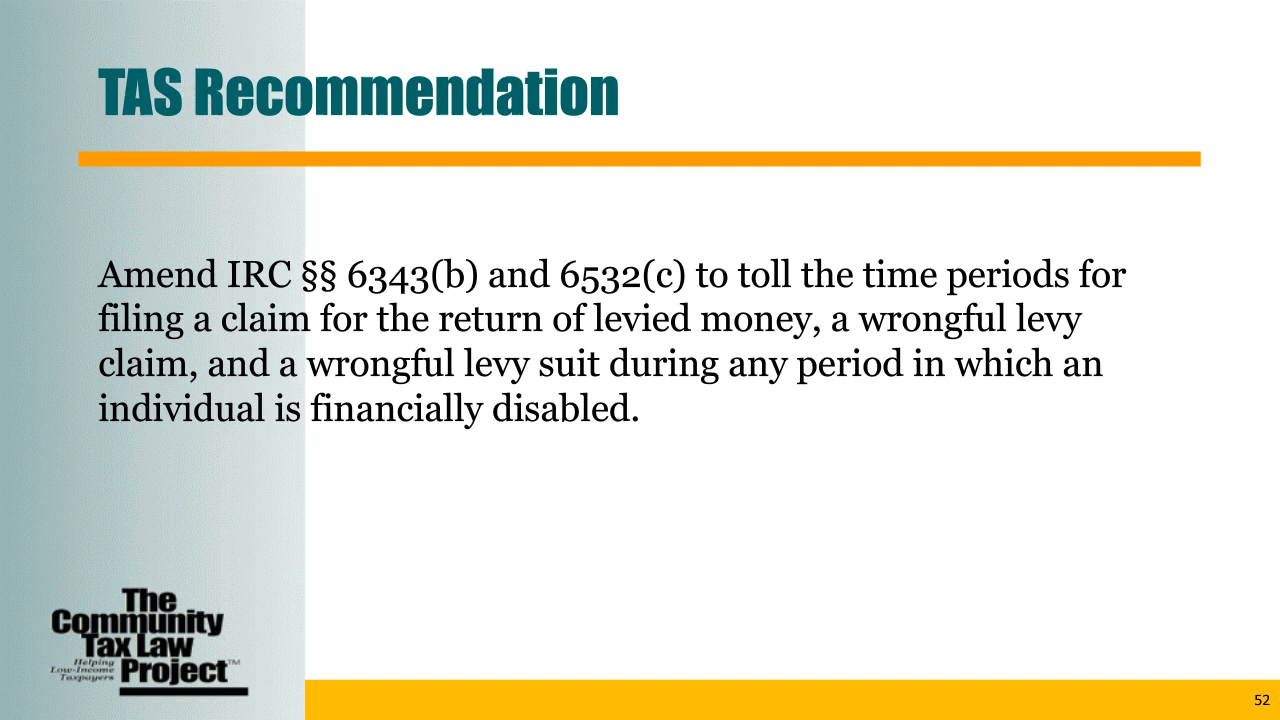 TAS Recommendation
Amend IRC §§ 6343(b) and 6532(c) to toll the time periods for
filing a claim for the return of levied money, a wrongful levy
claim, and a wrongful levy suit during any period in which an
individual is financially disabled.
The
Community
Tax Law
Helping
Low-Income
Taxpayers
Project™
52